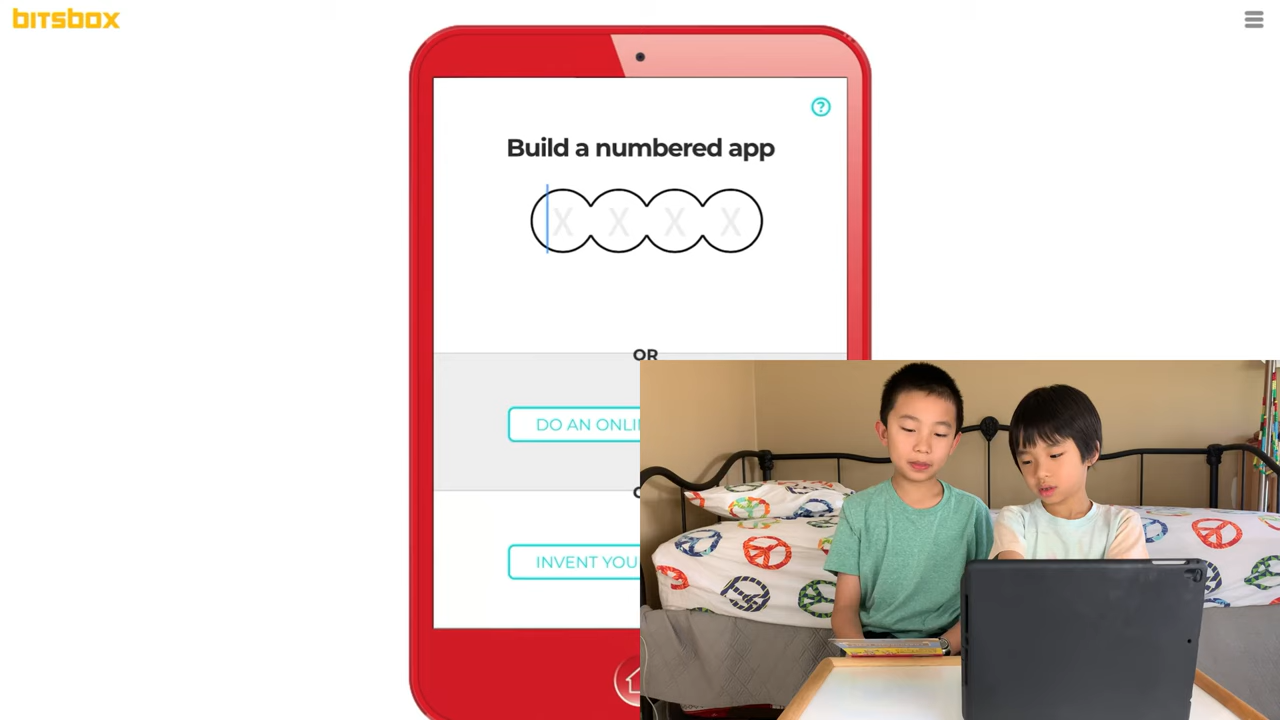 bitsbox
?
Build a numbered app
X X X X
OR
DO AN ONLI
INVENT YOU